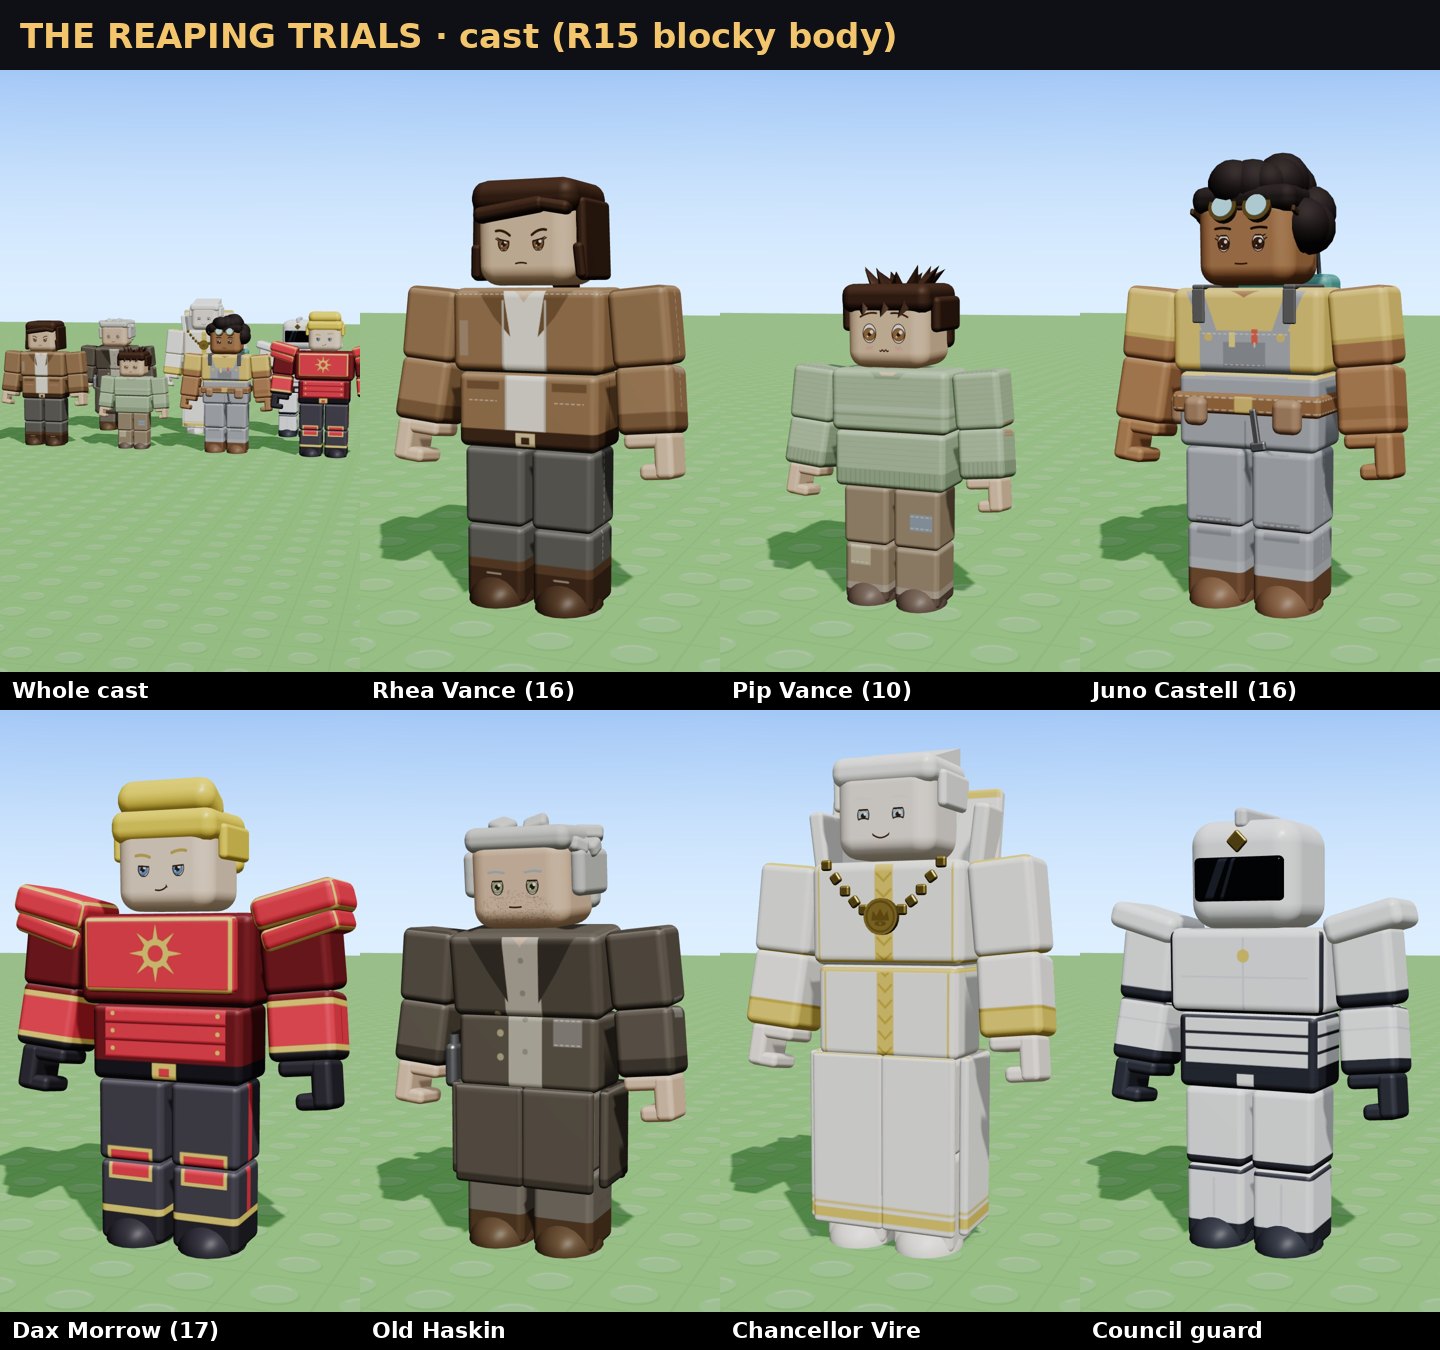 THE REAPING TRIALS · cast (R15 blocky body)
Whole cast
Rhea Vance (16)
Pip Vance (10)
Juno Castell (16)
Dax Morrow (17)
Old Haskin
Chancellor Vire
Council guard